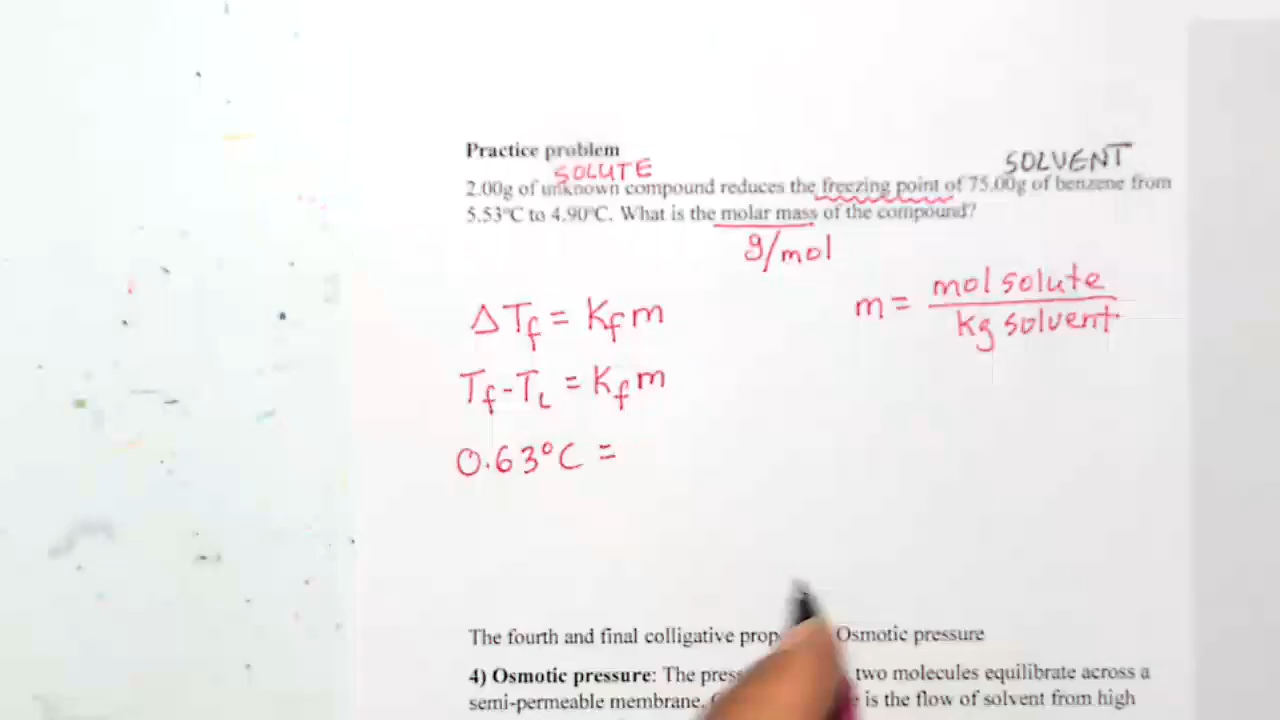 Practice problem
SOLUTE
SOLVENT
2.00g of unknown compound reduces the freezing point of 75.00g of benzene from
5.53°C to 4.90°C. What is the molar mass of the compound?
g/mol
m = mol solute
kg solvent
ΔTf = Kf m
Tf - Ti = Kf m
0.63°C =
The fourth and final colligative Osmotic pressure
4) Osmotic pressure: The two molecules equilibrate across a
semi-permeable membrane. is the flow of solvent from high